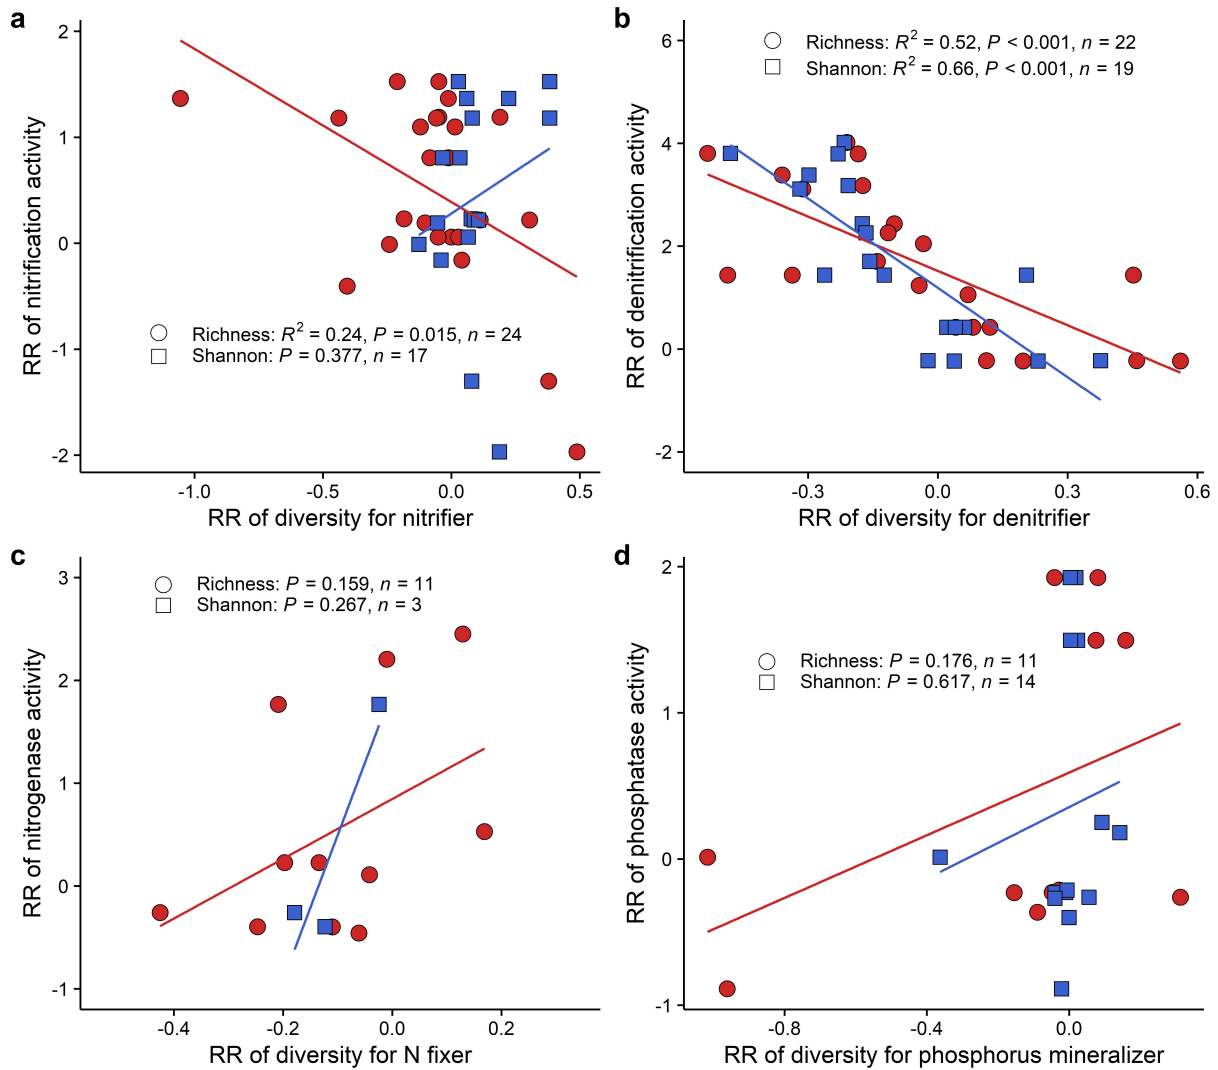 a
RR of nitrification activity
2
1
0
-1
-2
Richness: R² = 0.24, P = 0.015, n = 24
Shannon: P = 0.377, n = 17
-1.0 -0.5 0.0 0.5
RR of diversity for nitrifier
b
RR of denitrification activity
6
4
2
0
-2
Richness: R² = 0.52, P < 0.001, n = 22
Shannon: R² = 0.66, P < 0.001, n = 19
-0.3 0.0 0.3 0.6
RR of diversity for denitrifier
c
RR of nitrogenase activity
3
2
1
0
-1
Richness: P = 0.159, n = 11
Shannon: P = 0.267, n = 3
-0.4 -0.2 0.0 0.2
RR of diversity for N fixer
d
RR of phosphatase activity
2
1
0
-1
Richness: P = 0.176, n = 11
Shannon: P = 0.617, n = 14
-0.8 -0.4 0.0
RR of diversity for phosphorus mineralizer